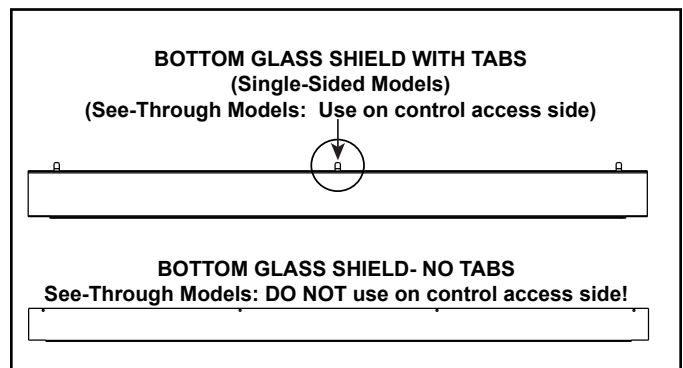 BOTTOM GLASS SHIELD WITH TABS
(Single-Sided Models)
(See-Through Models:  Use on control access side)
BOTTOM GLASS SHIELD- NO TABS
See-Through Models: DO NOT use on control access side!